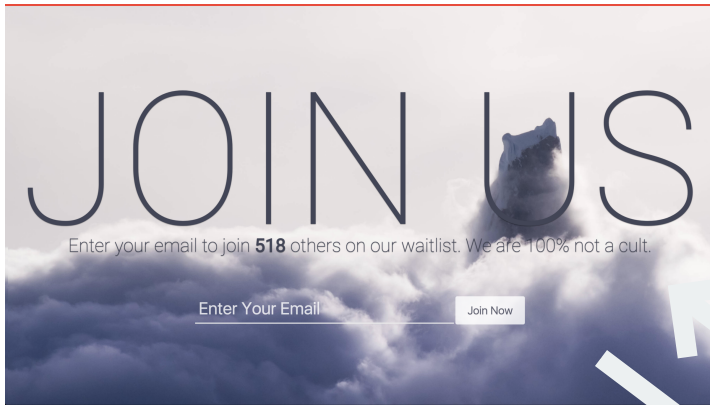 JOIN US
Enter your email to join 518 others on our waitlist. We are 100% not a cult.
Enter Your Email
Join Now